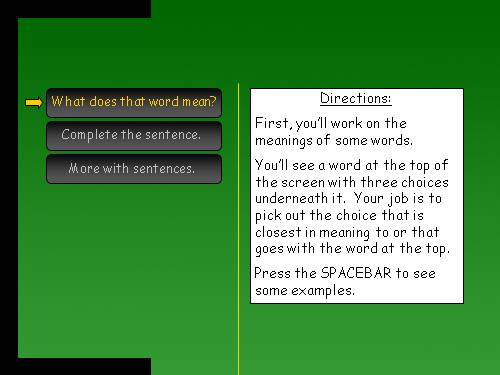 What does that word mean?
Complete the sentence.
More with sentences.
Directions:
First, you'll work on the
meanings of some words.
You'll see a word at the top of
the screen with three choices
underneath it. Your job is to
pick out the choice that is
closest in meaning to or that
goes with the word at the top.
Press the SPACEBAR to see
some examples.